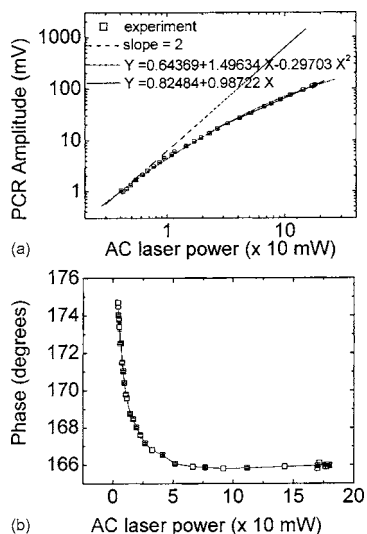 1000
100
10
1
PCR Amplitude (mV)
experiment
slope = 2
Y =0.64369+1.49634 X-0.29703 X²
Y =0.82484+0.98722 X
1 10
(a) AC laser power (x 10 mW)
176
174
172
170
168
166
Phase (degrees)
0 5 10 15 20
(b) AC laser power (x 10 mW)